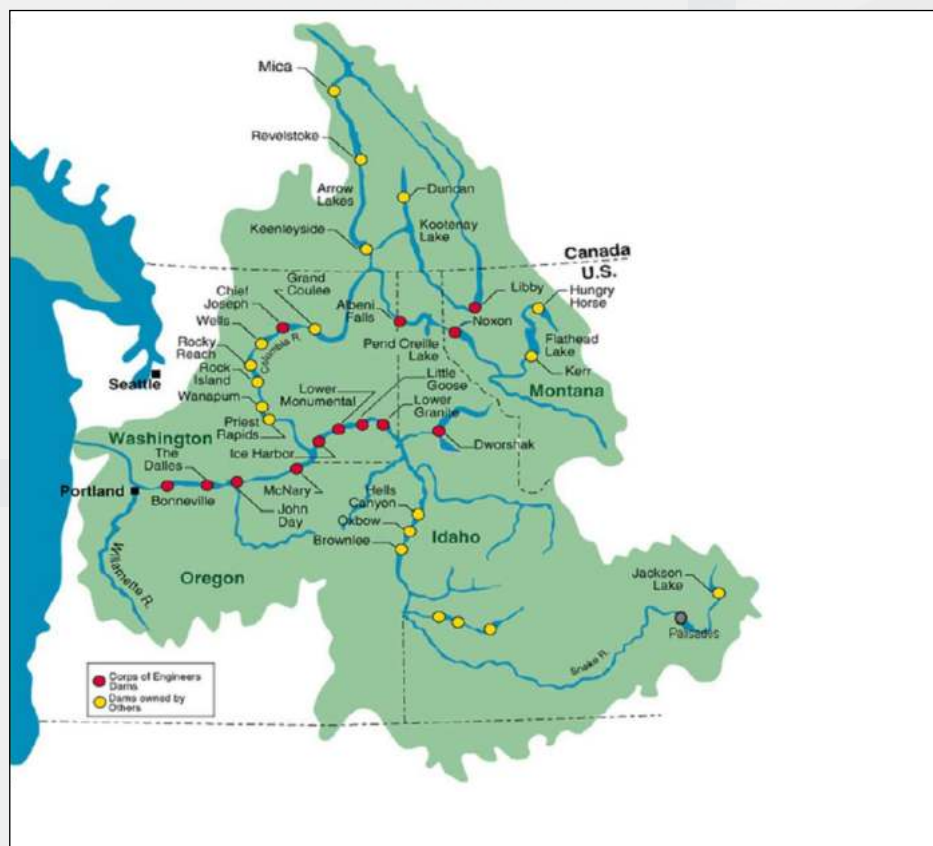 Mica
Revelstoke
Arrow
Lakes
Duncan
Kootenay
Lake
Keenleyside
Canada
U.S.
Grand
Coulee
Chief
Joseph
Albeni
Falls
Libby
Hungry
Horse
Wells
Noxon
Columbia R.
Rocky
Reach
Pend Oreille
Lake
Flathead
Lake
Rock
Island
Kerr
Seattle
Little
Goose
Montana
Wanapum
Lower
Monumental
Lower
Granite
Priest
Rapids
Washington
Ice Harbor
Dworshak
The
Dalles
Portland
Bonneville
McNary
John
Day
Hells
Canyon
Oxbow
Brownlee
Idaho
Willamette R.
Oregon
Jackson
Lake
Palisades
Snake R.
Corps of Engineers
Dams
Dams owned by
Others